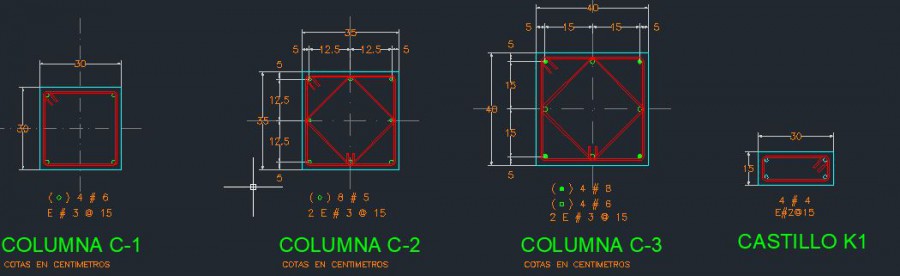 30
30
( ) 4 # 6
E # 3 @ 15
COLUMNA C-1
COTAS EN CENTIMETROS
35
5 12.5 12.5 5
5
12.5
35
12.5
5
( ) 8 # 5
2 E # 3 @ 15
COLUMNA C-2
COTAS EN CENTIMETROS
40
5 15 15 5
5
15
40
15
5
( ) 4 # 8
( ) 4 # 6
2 E # 3 @ 15
COLUMNA C-3
COTAS EN CENTIMETROS
30
15
4 # 4
E#2@15
CASTILLO K1